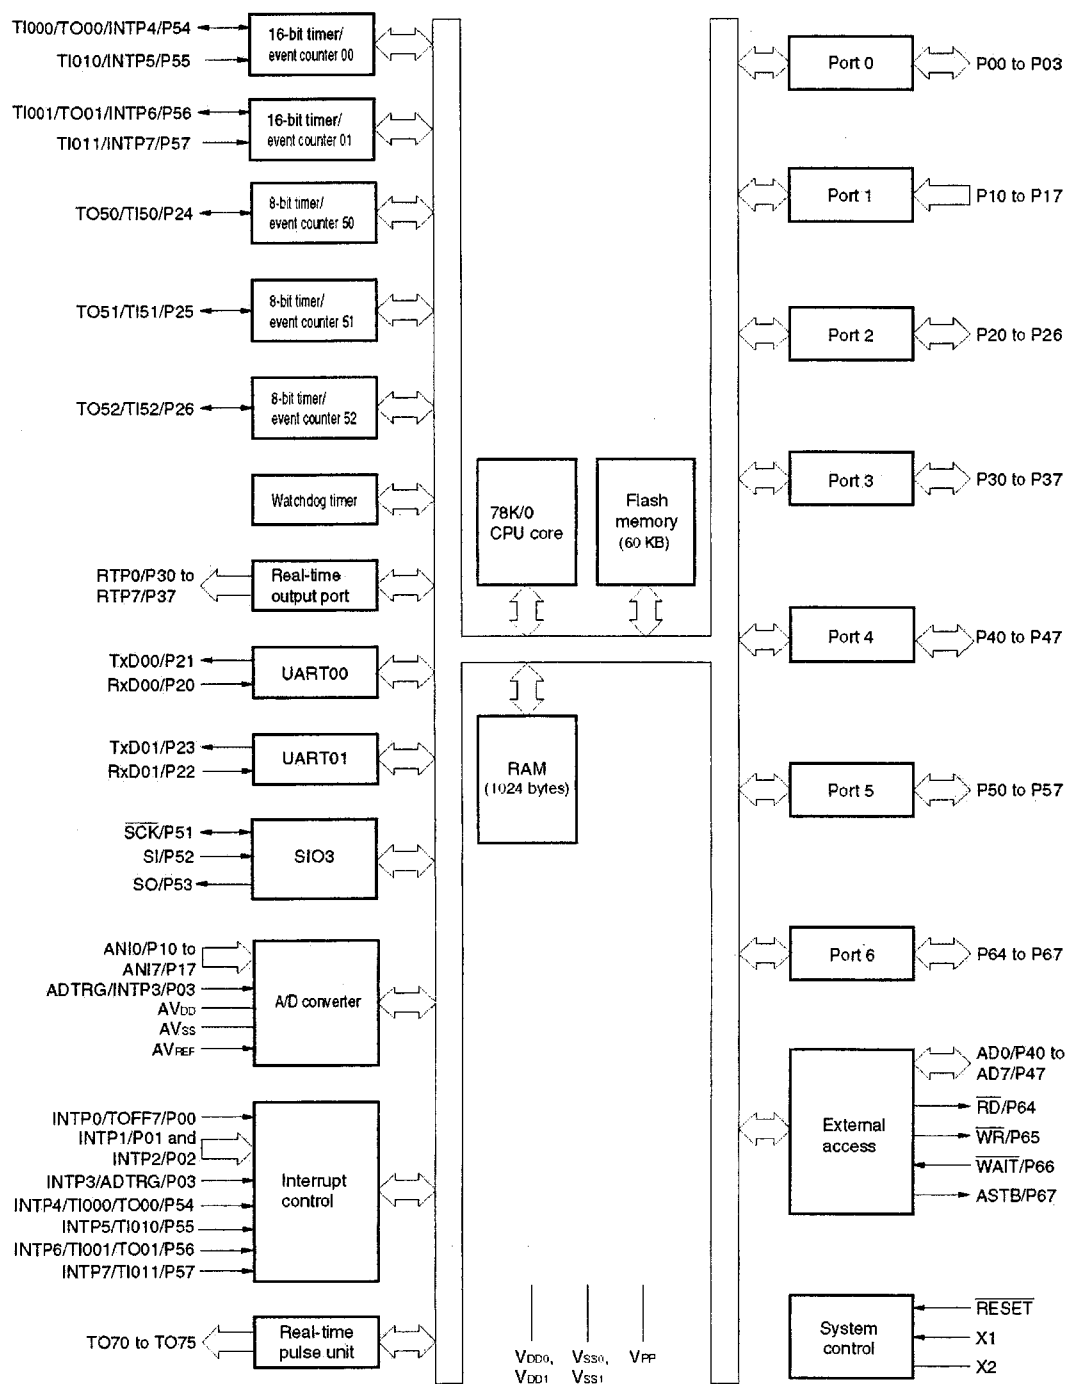 TI000/TO00/INTP4/P54
TI010/INTP5/P55
16-bit timer/
event counter 00
TI001/TO01/INTP6/P56
TI011/INTP7/P57
16-bit timer/
event counter 01
TO50/TI50/P24
8-bit timer/
event counter 50
TO51/TI51/P25
8-bit timer/
event counter 51
TO52/TI52/P26
8-bit timer/
event counter 52
Watchdog timer
RTP0/P30 to
RTP7/P37
Real-time
output port
TxD00/P21
RxD00/P20
UART00
TxD01/P23
RxD01/P22
UART01
SCK/P51
SI/P52
SO/P53
SIO3
ANI0/P10 to
ANI7/P17
ADTRG/INTP3/P03
AVDD
AVSS
AVREF
A/D converter
INTP0/TOFF7/P00
INTP1/P01 and
INTP2/P02
INTP3/ADTRG/P03
INTP4/TI000/TO00/P54
INTP5/TI010/P55
INTP6/TI001/TO01/P56
INTP7/TI011/P57
Interrupt
control
TO70 to TO75
Real-time
pulse unit
78K/0
CPU core
Flash
memory
(60 KB)
RAM
(1024 bytes)
VDD0,
VDD1
VSS0,
VSS1
VPP
Port 0
P00 to P03
Port 1
P10 to P17
Port 2
P20 to P26
Port 3
P30 to P37
Port 4
P40 to P47
Port 5
P50 to P57
Port 6
P64 to P67
External
access
AD0/P40 to
AD7/P47
RD/P64
WR/P65
WAIT/P66
ASTB/P67
System
control
RESET
X1
X2